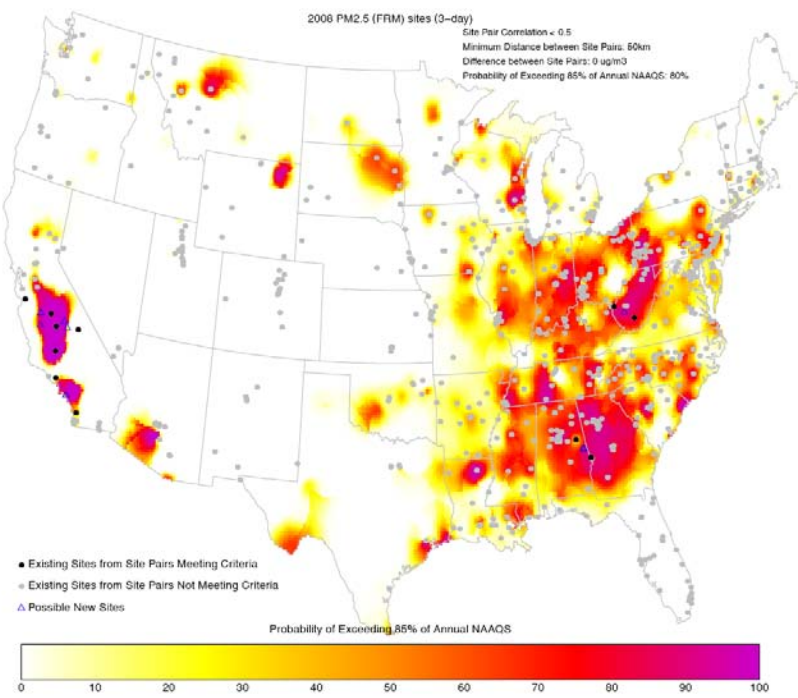 2008 PM2.5 (FRM) sites (3-day)
Site Pair Correlation < 0.5
Minimum Distance between Site Pairs: 50km
Difference between Site Pairs: 0 ug/m3
Probability of Exceeding 85% of Annual NAAQS: 80%
Existing Sites from Site Pairs Meeting Criteria
Existing Sites from Site Pairs Not Meeting Criteria
Possible New Sites
Probability of Exceeding 85% of Annual NAAQS
0 10 20 30 40 50 60 70 80 90 100